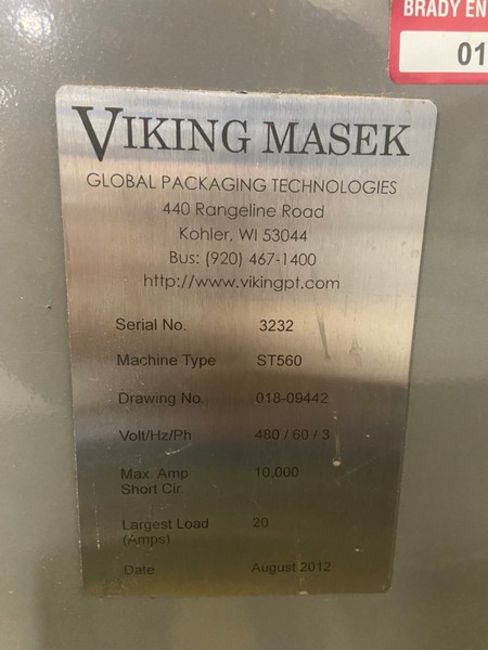 BRADY EN
01
VIKING MASEK
GLOBAL PACKAGING TECHNOLOGIES
440 Rangeline Road
Kohler, WI 53044
Bus: (920) 467-1400
http://www.vikingpt.com
Serial No. 3232
Machine Type ST560
Drawing No. 018-09442
Volt/Hz/Ph 480 / 60 / 3
Max. Amp 10,000
Short Cir.
Largest Load 20
(Amps)
Date August 2012